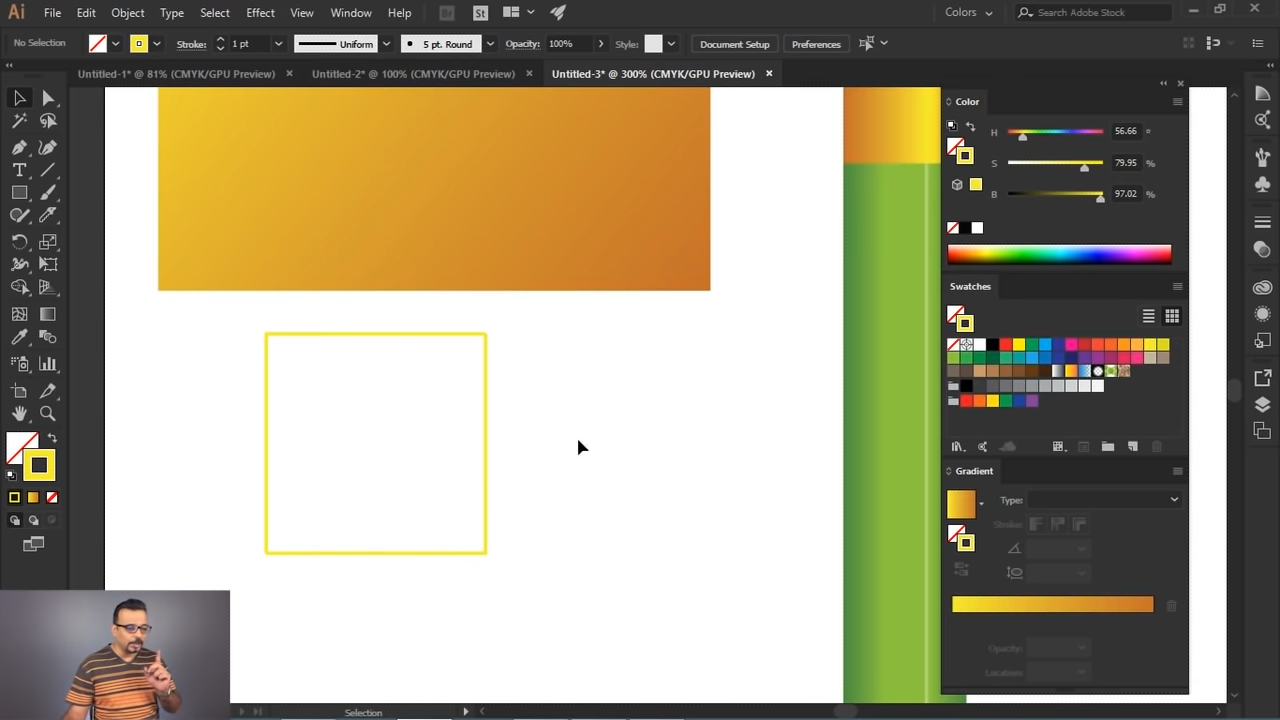 Ai File Edit Object Type Select Effect View Window Help Br St Colors Search Adobe Stock
No Selection Stroke: 1 pt Uniform 5 pt. Round Opacity: 100% Style: Document Setup Preferences
Untitled-1* @ 81% (CMYK/GPU Preview) Untitled-2* @ 100% (CMYK/GPU Preview) Untitled-3* @ 300% (CMYK/GPU Preview)
Color
H 56.66 °
S 79.95 %
B 97.02 %
Swatches
Gradient
Type:
Stroke:
Opacity:
Location:
Selection